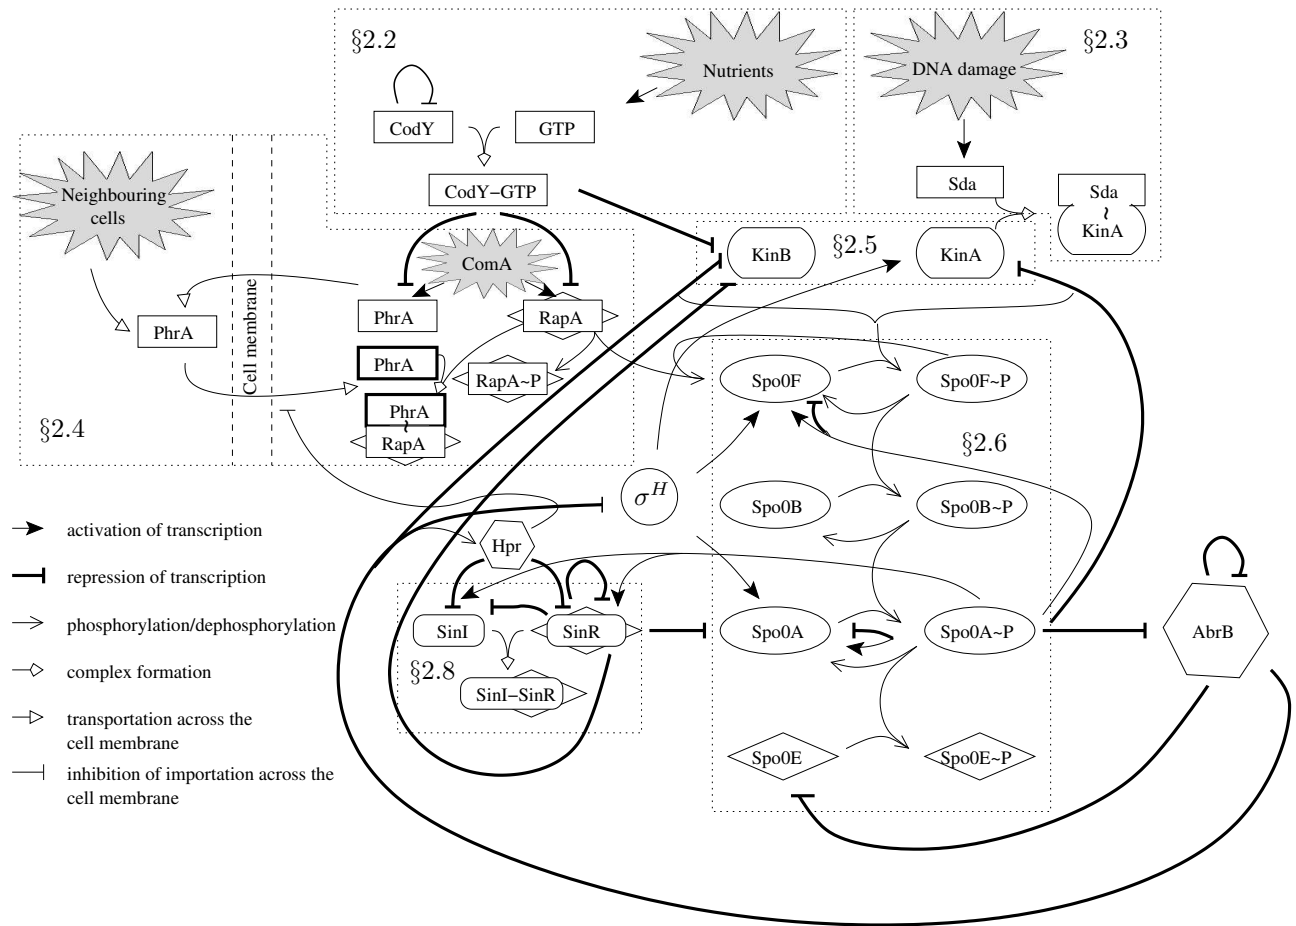 §2.2
Nutrients
DNA damage
§2.3
CodY
GTP
CodY−GTP
Sda
Sda
~
KinA
Neighbouring
cells
Cell membrane
ComA
KinB
§2.5
KinA
PhrA
PhrA
RapA
PhrA
RapA~P
PhrA
~
RapA
§2.4
Spo0F
Spo0F~P
§2.6
σH
Spo0B
Spo0B~P
activation of transcription
repression of transcription
phosphorylation/dephosphorylation
complex formation
transportation across the
cell membrane
inhibition of importation across the
cell membrane
Hpr
SinI
SinR
§2.8
SinI−SinR
Spo0A
Spo0A~P
AbrB
Spo0E
Spo0E~P